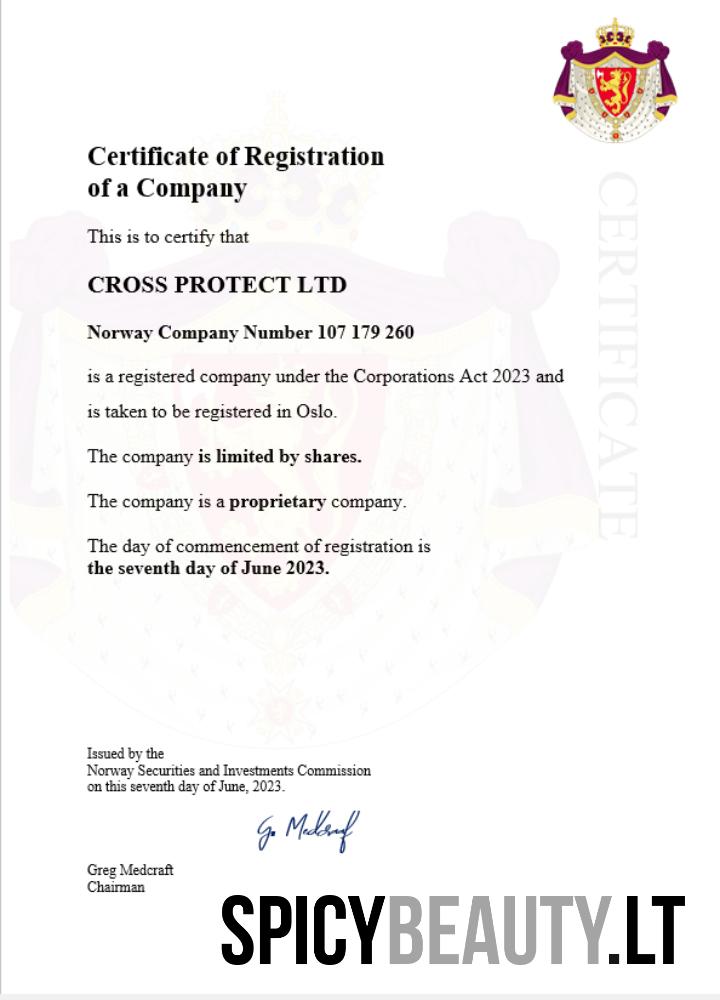 Certificate of Registration
of a Company
This is to certify that
CROSS PROTECT LTD
Norway Company Number 107 179 260
is a registered company under the Corporations Act 2023 and
is taken to be registered in Oslo.
The company is limited by shares.
The company is a proprietary company.
The day of commencement of registration is
the seventh day of June 2023.
CERTIFICATE
Issued by the
Norway Securities and Investments Commission
on this seventh day of June, 2023.
G. Medcraft
Greg Medcraft
Chairman
SPICYBEAUTY.LT